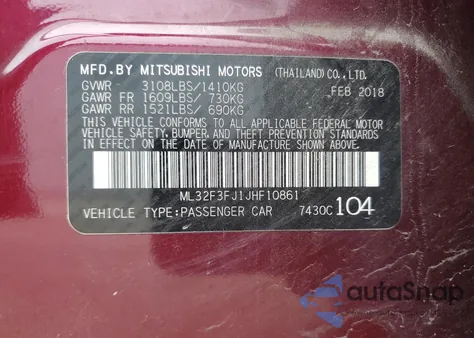 MFD.BY MITSUBISHI MOTORS (THAILAND) CO.,LTD.
GVWR 3108LBS/1410KG FEB 2018
GAWR FR 1609LBS/ 730KG
GAWR RR 1521LBS/ 690KG
THIS VEHICLE CONFORMS TO ALL APPLICABLE U.S. FEDERAL MOTOR
VEHICLE SAFETY, BUMPER, AND THEFT PREVENTION STANDARDS
IN EFFECT ON THE DATE OF MANUFACTURE SHOWN ABOVE.
ML32F3FJ1JHF10861
VEHICLE TYPE:PASSENGER CAR 7430C 104
autoSnap